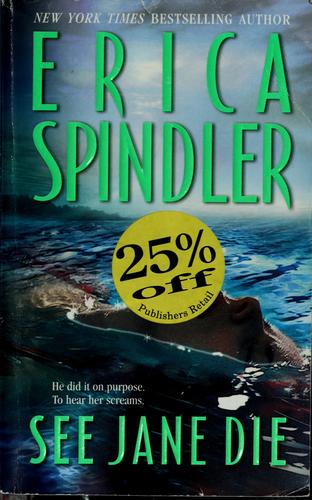 NEW YORK TIMES BESTSELLING AUTHOR
ERICA
SPINDLER
25%
off
Publishers Retail
He did it on purpose.
To hear her screams.
SEE JANE DIE